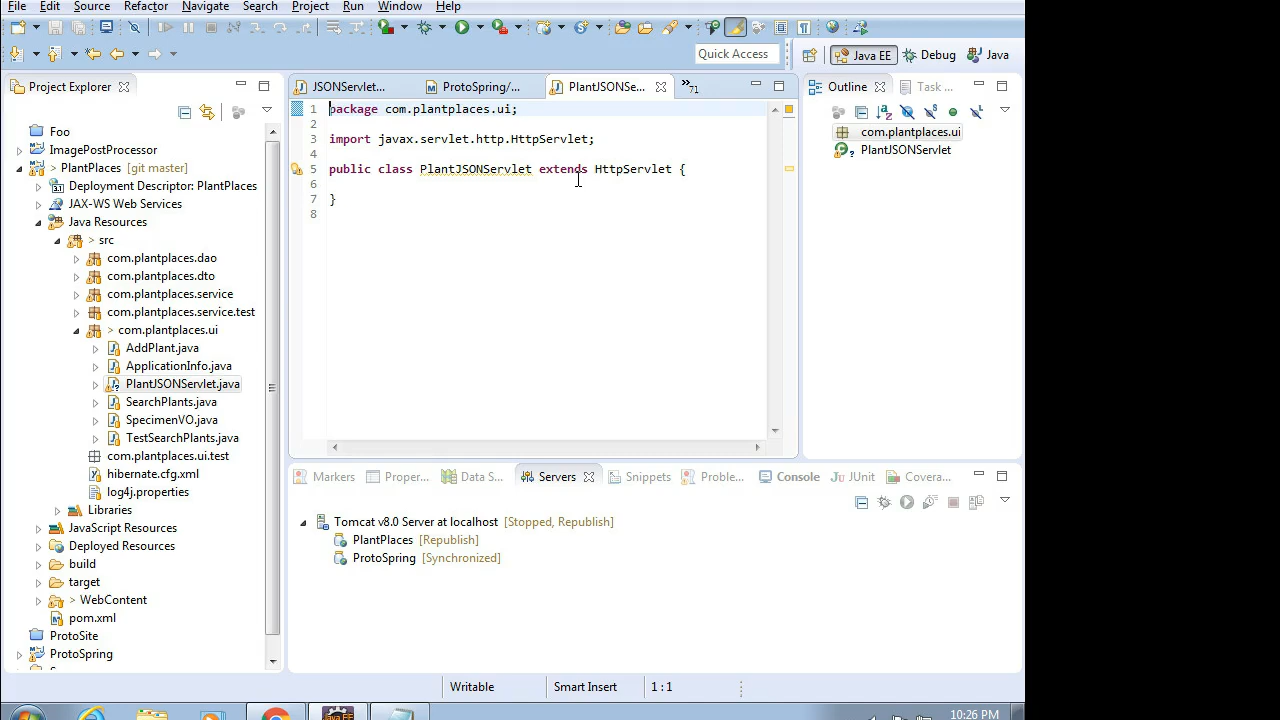 File Edit Source Refactor Navigate Search Project Run Window Help
Quick Access
Java EE Debug Java
Project Explorer
JSONServlet... ProtoSpring/... PlantJSONSe... »71
Outline Task ...
Foo
ImagePostProcessor
> PlantPlaces [git master]
Deployment Descriptor: PlantPlaces
JAX-WS Web Services
Java Resources
> src
com.plantplaces.dao
com.plantplaces.dto
com.plantplaces.service
com.plantplaces.service.test
> com.plantplaces.ui
AddPlant.java
ApplicationInfo.java
PlantJSONServlet.java
SearchPlants.java
SpecimenVO.java
TestSearchPlants.java
com.plantplaces.ui.test
hibernate.cfg.xml
log4j.properties
Libraries
JavaScript Resources
Deployed Resources
build
target
> WebContent
pom.xml
ProtoSite
ProtoSpring
1 package com.plantplaces.ui;
2
3 import javax.servlet.http.HttpServlet;
4
5 public class PlantJSONServlet extends HttpServlet {
6
7 }
8
com.plantplaces.ui
PlantJSONServlet
Markers Proper... Data S... Servers Snippets Proble... Console JUnit Covera...
Tomcat v8.0 Server at localhost [Stopped, Republish]
PlantPlaces [Republish]
ProtoSpring [Synchronized]
Writable Smart Insert 1 : 1
10:26 PM